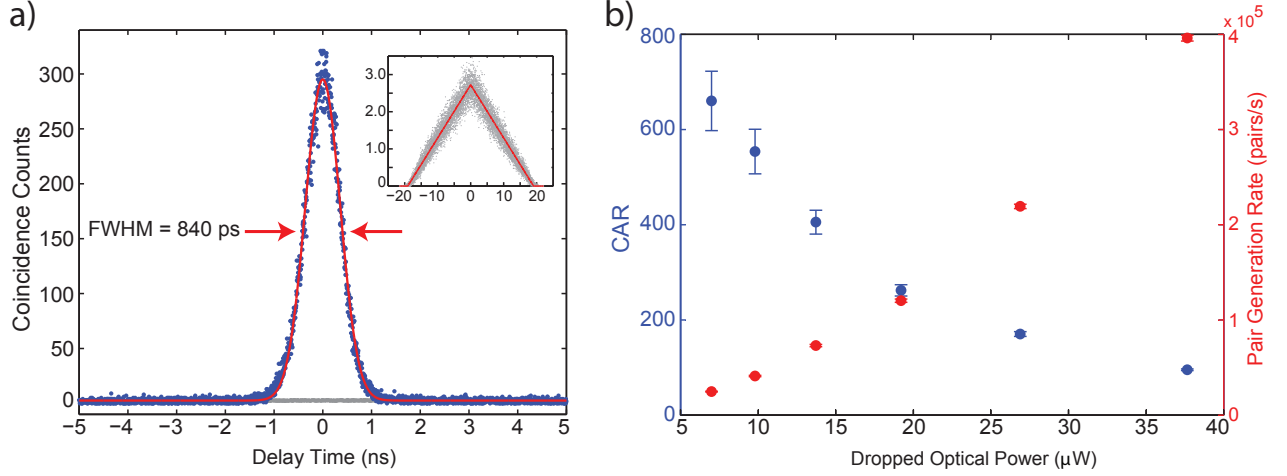 a)
300
250
200
150
100
50
0
Coincidence Counts
−5 −4 −3 −2 −1 0 1 2 3 4 5
Delay Time (ns)
FWHM = 840 ps
3.0
2.0
1.0
0
−20 −10 0 10 20
b)
800
600
400
200
0
CAR
5 10 15 20 25 30 35 40
Dropped Optical Power (μW)
× 10⁵
4
3
2
1
0
Pair Generation Rate (pairs/s)